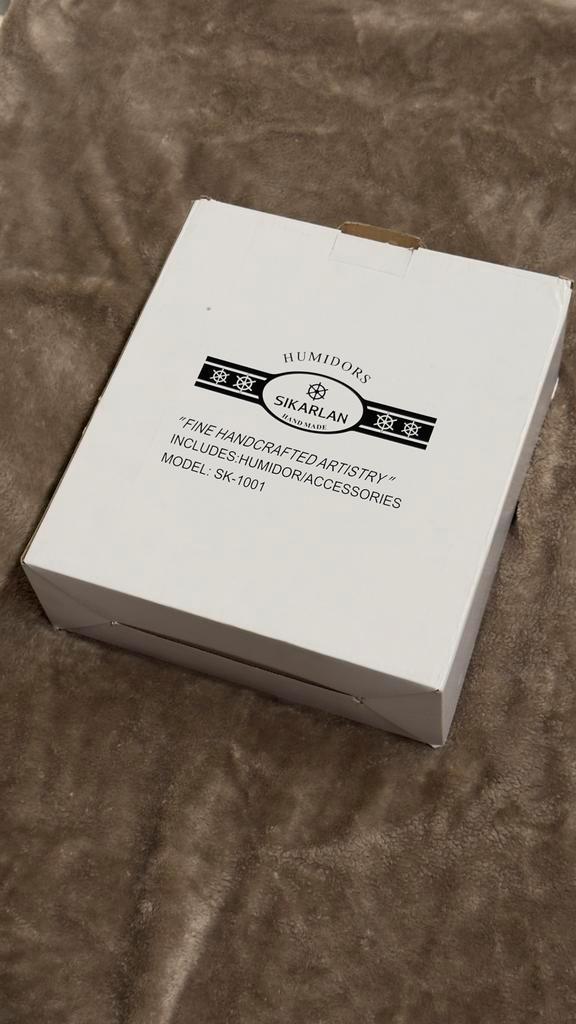 HUMIDORS
SIKARLAN
HAND MADE
"FINE HANDCRAFTED ARTISTRY"
INCLUDES:HUMIDOR/ACCESSORIES
MODEL: SK-1001